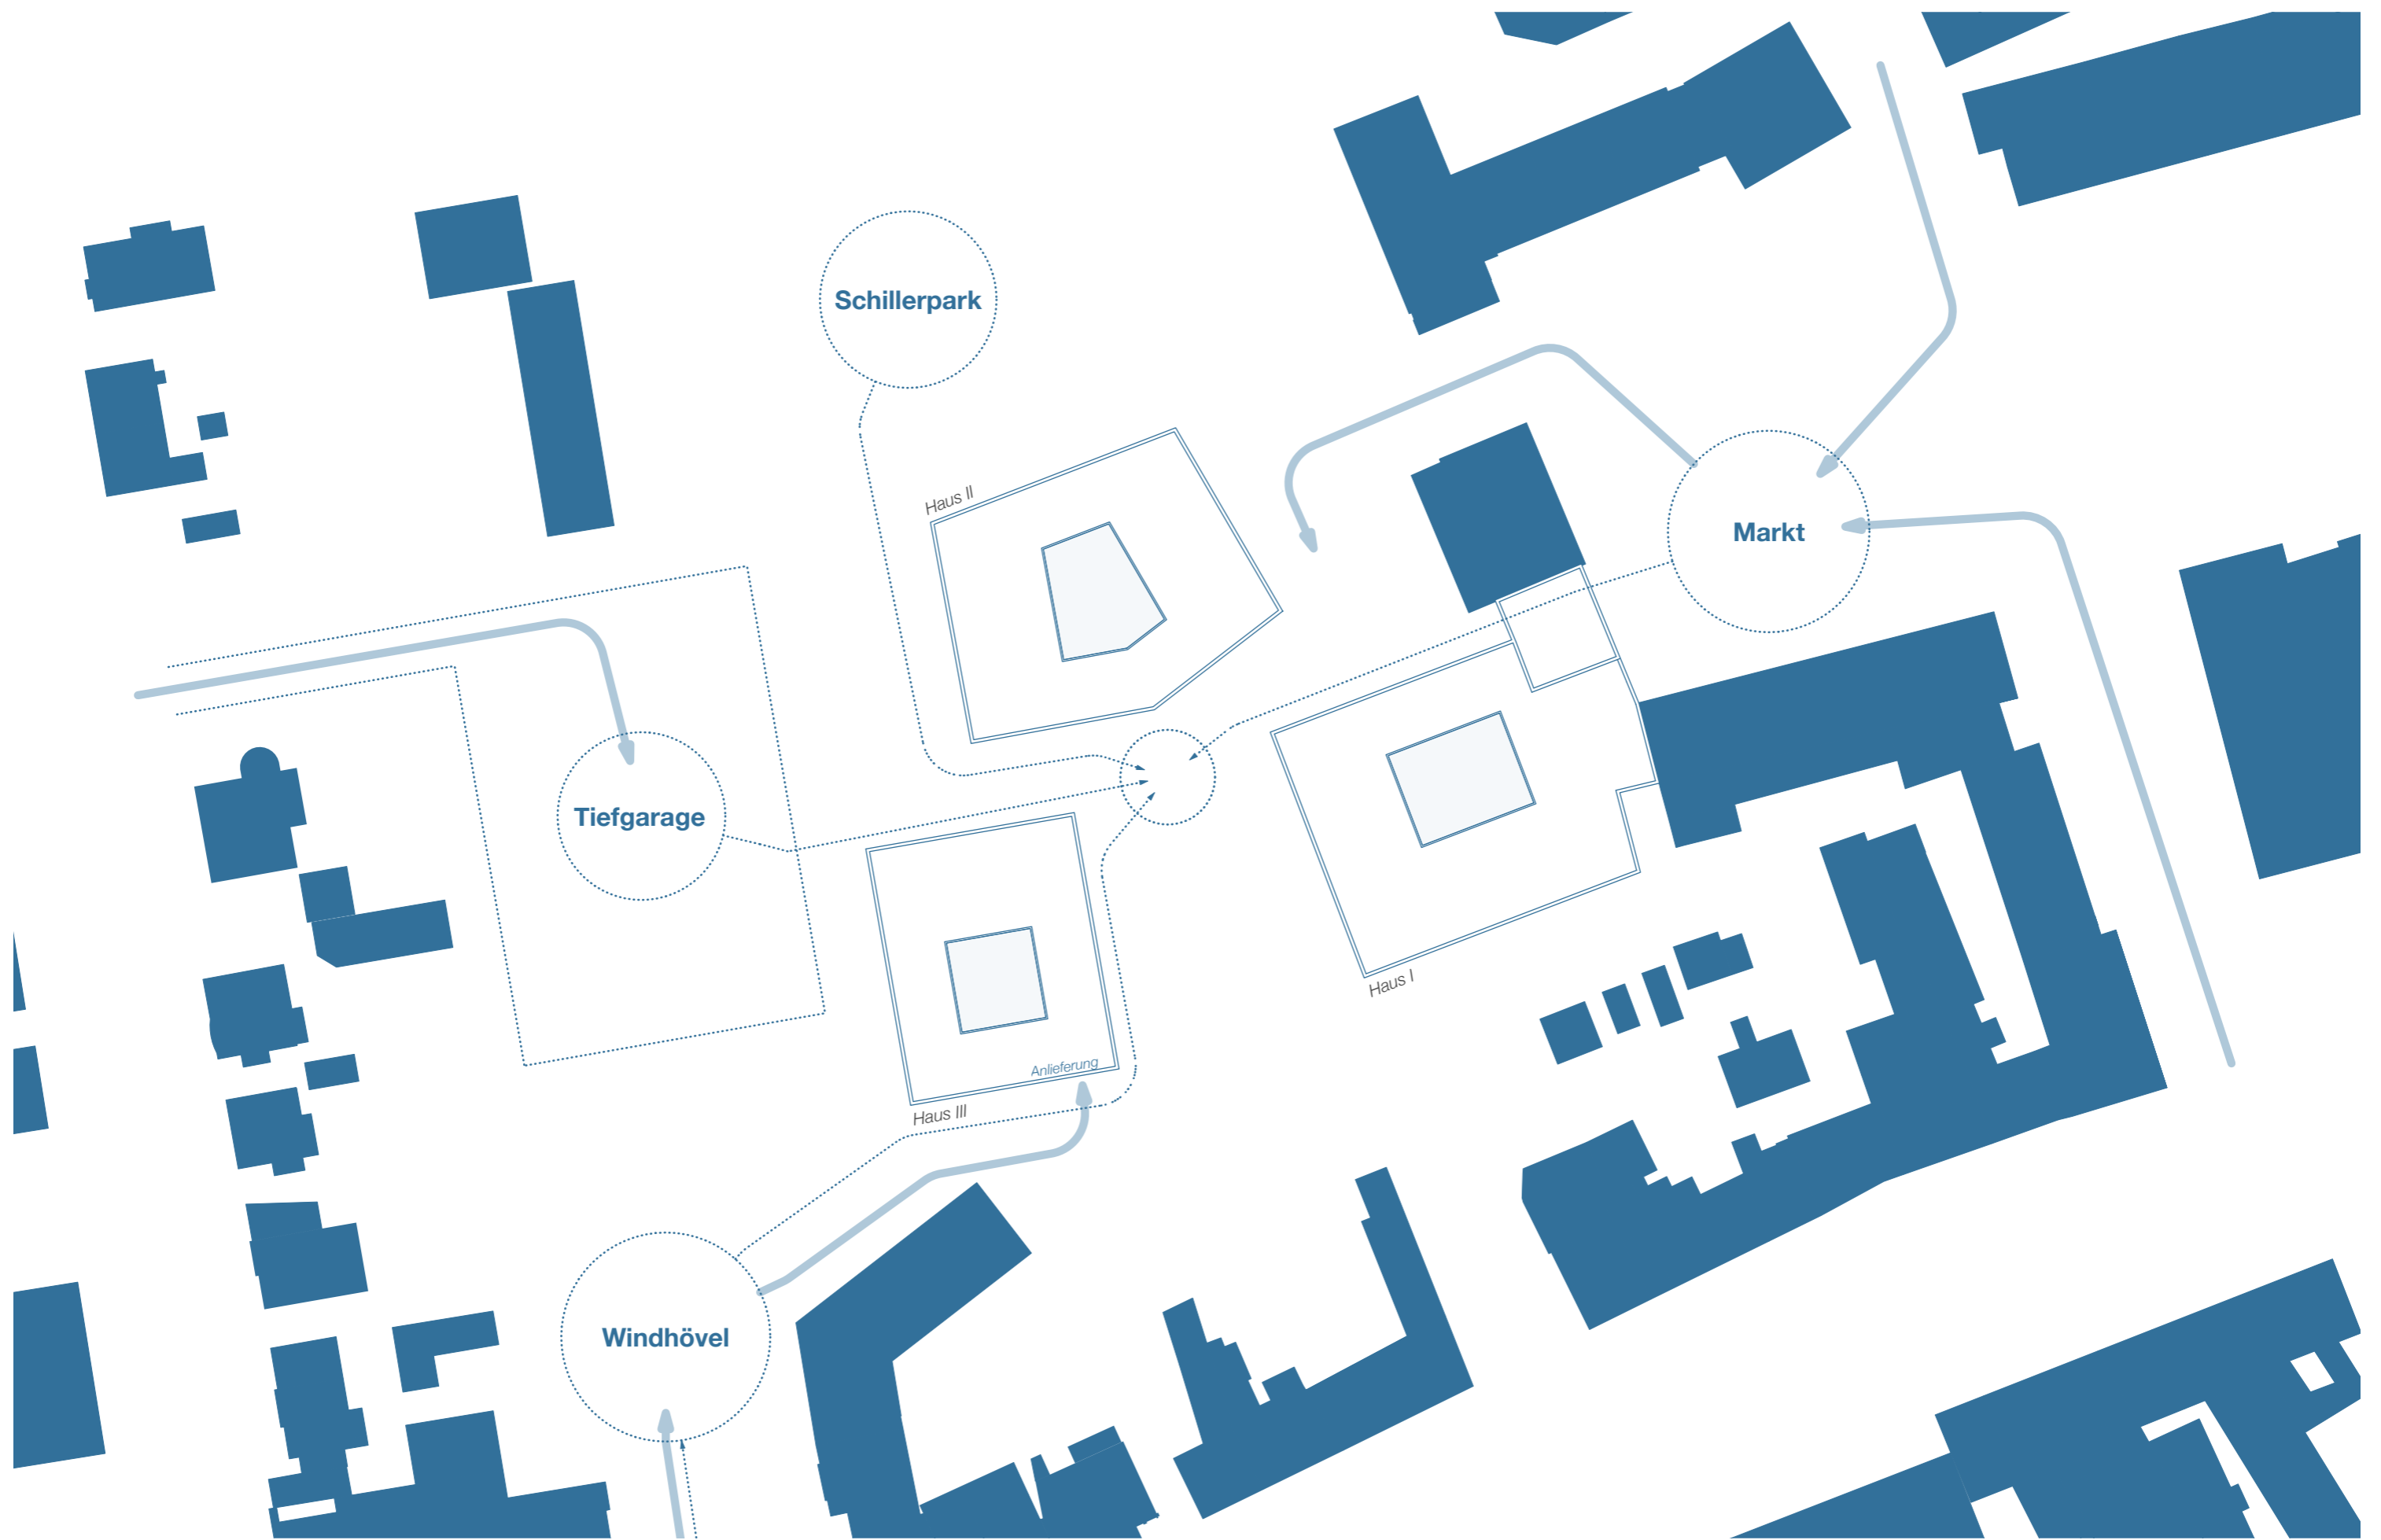 Schillerpark
Haus II
Markt
Tiefgarage
Haus I
Anlieferung
Haus III
Windhövel